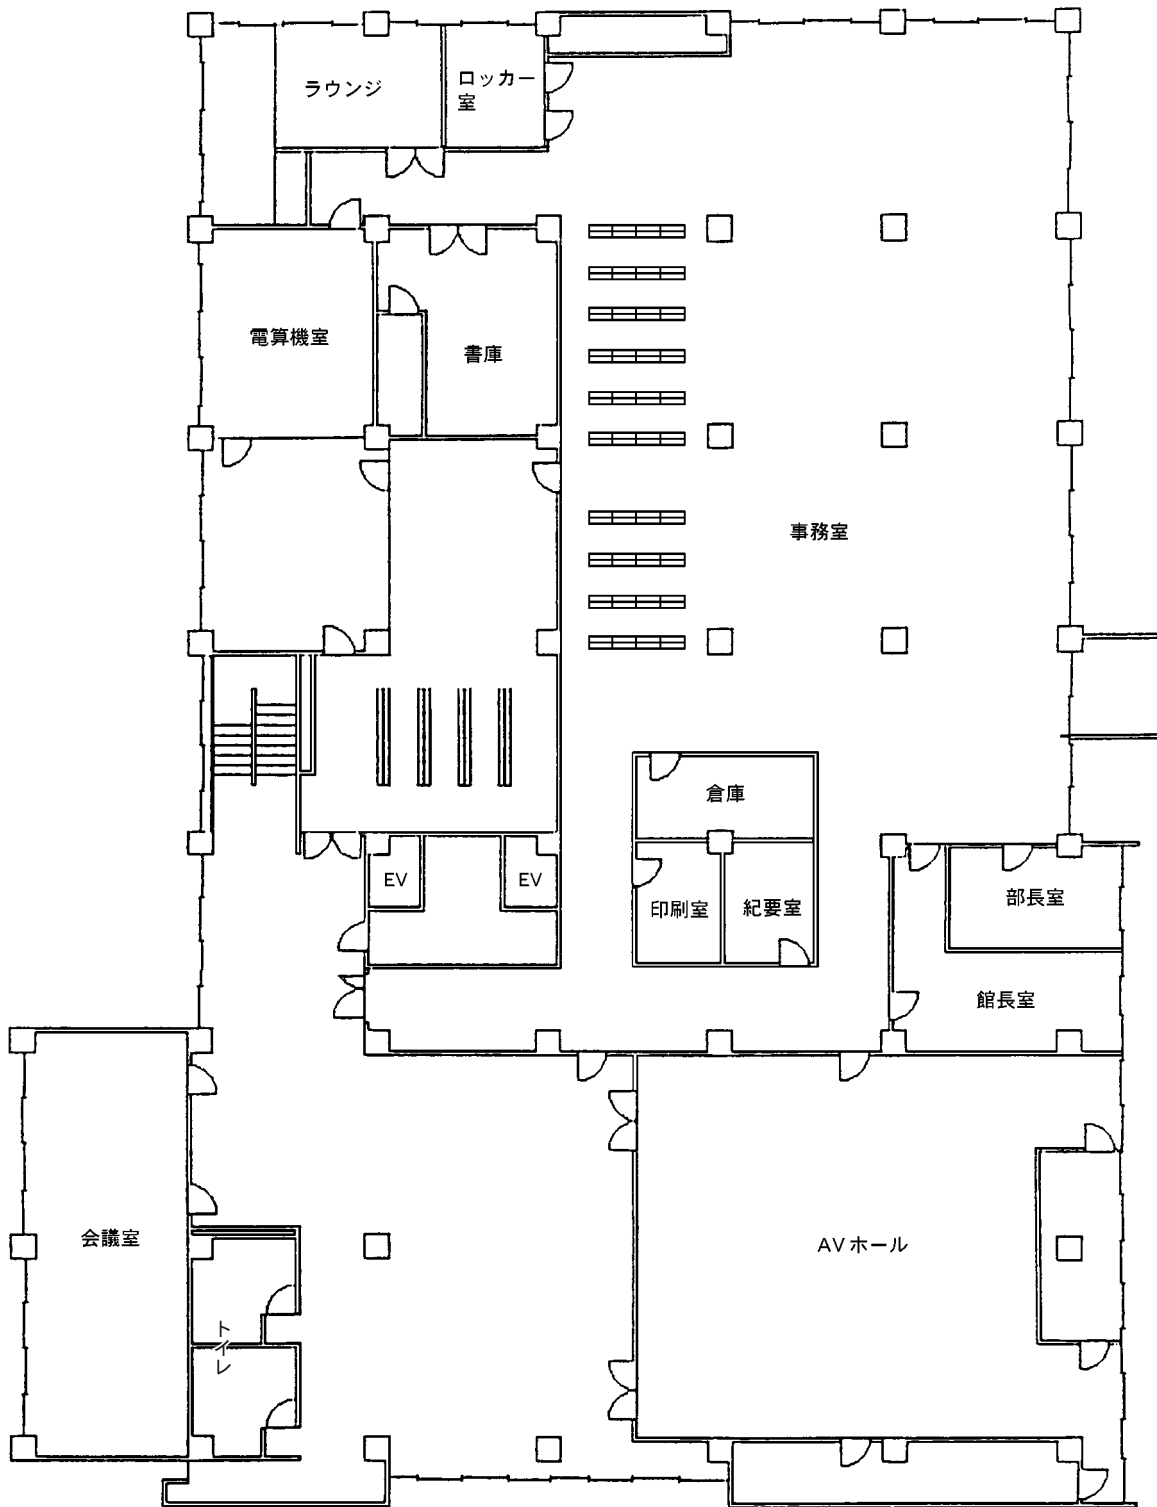 ラウンジ
ロッカー
室
電算機室
書庫
事務室
倉庫
EV
EV
印刷室
紀要室
部長室
館長室
会議室
AVホール
トイレ